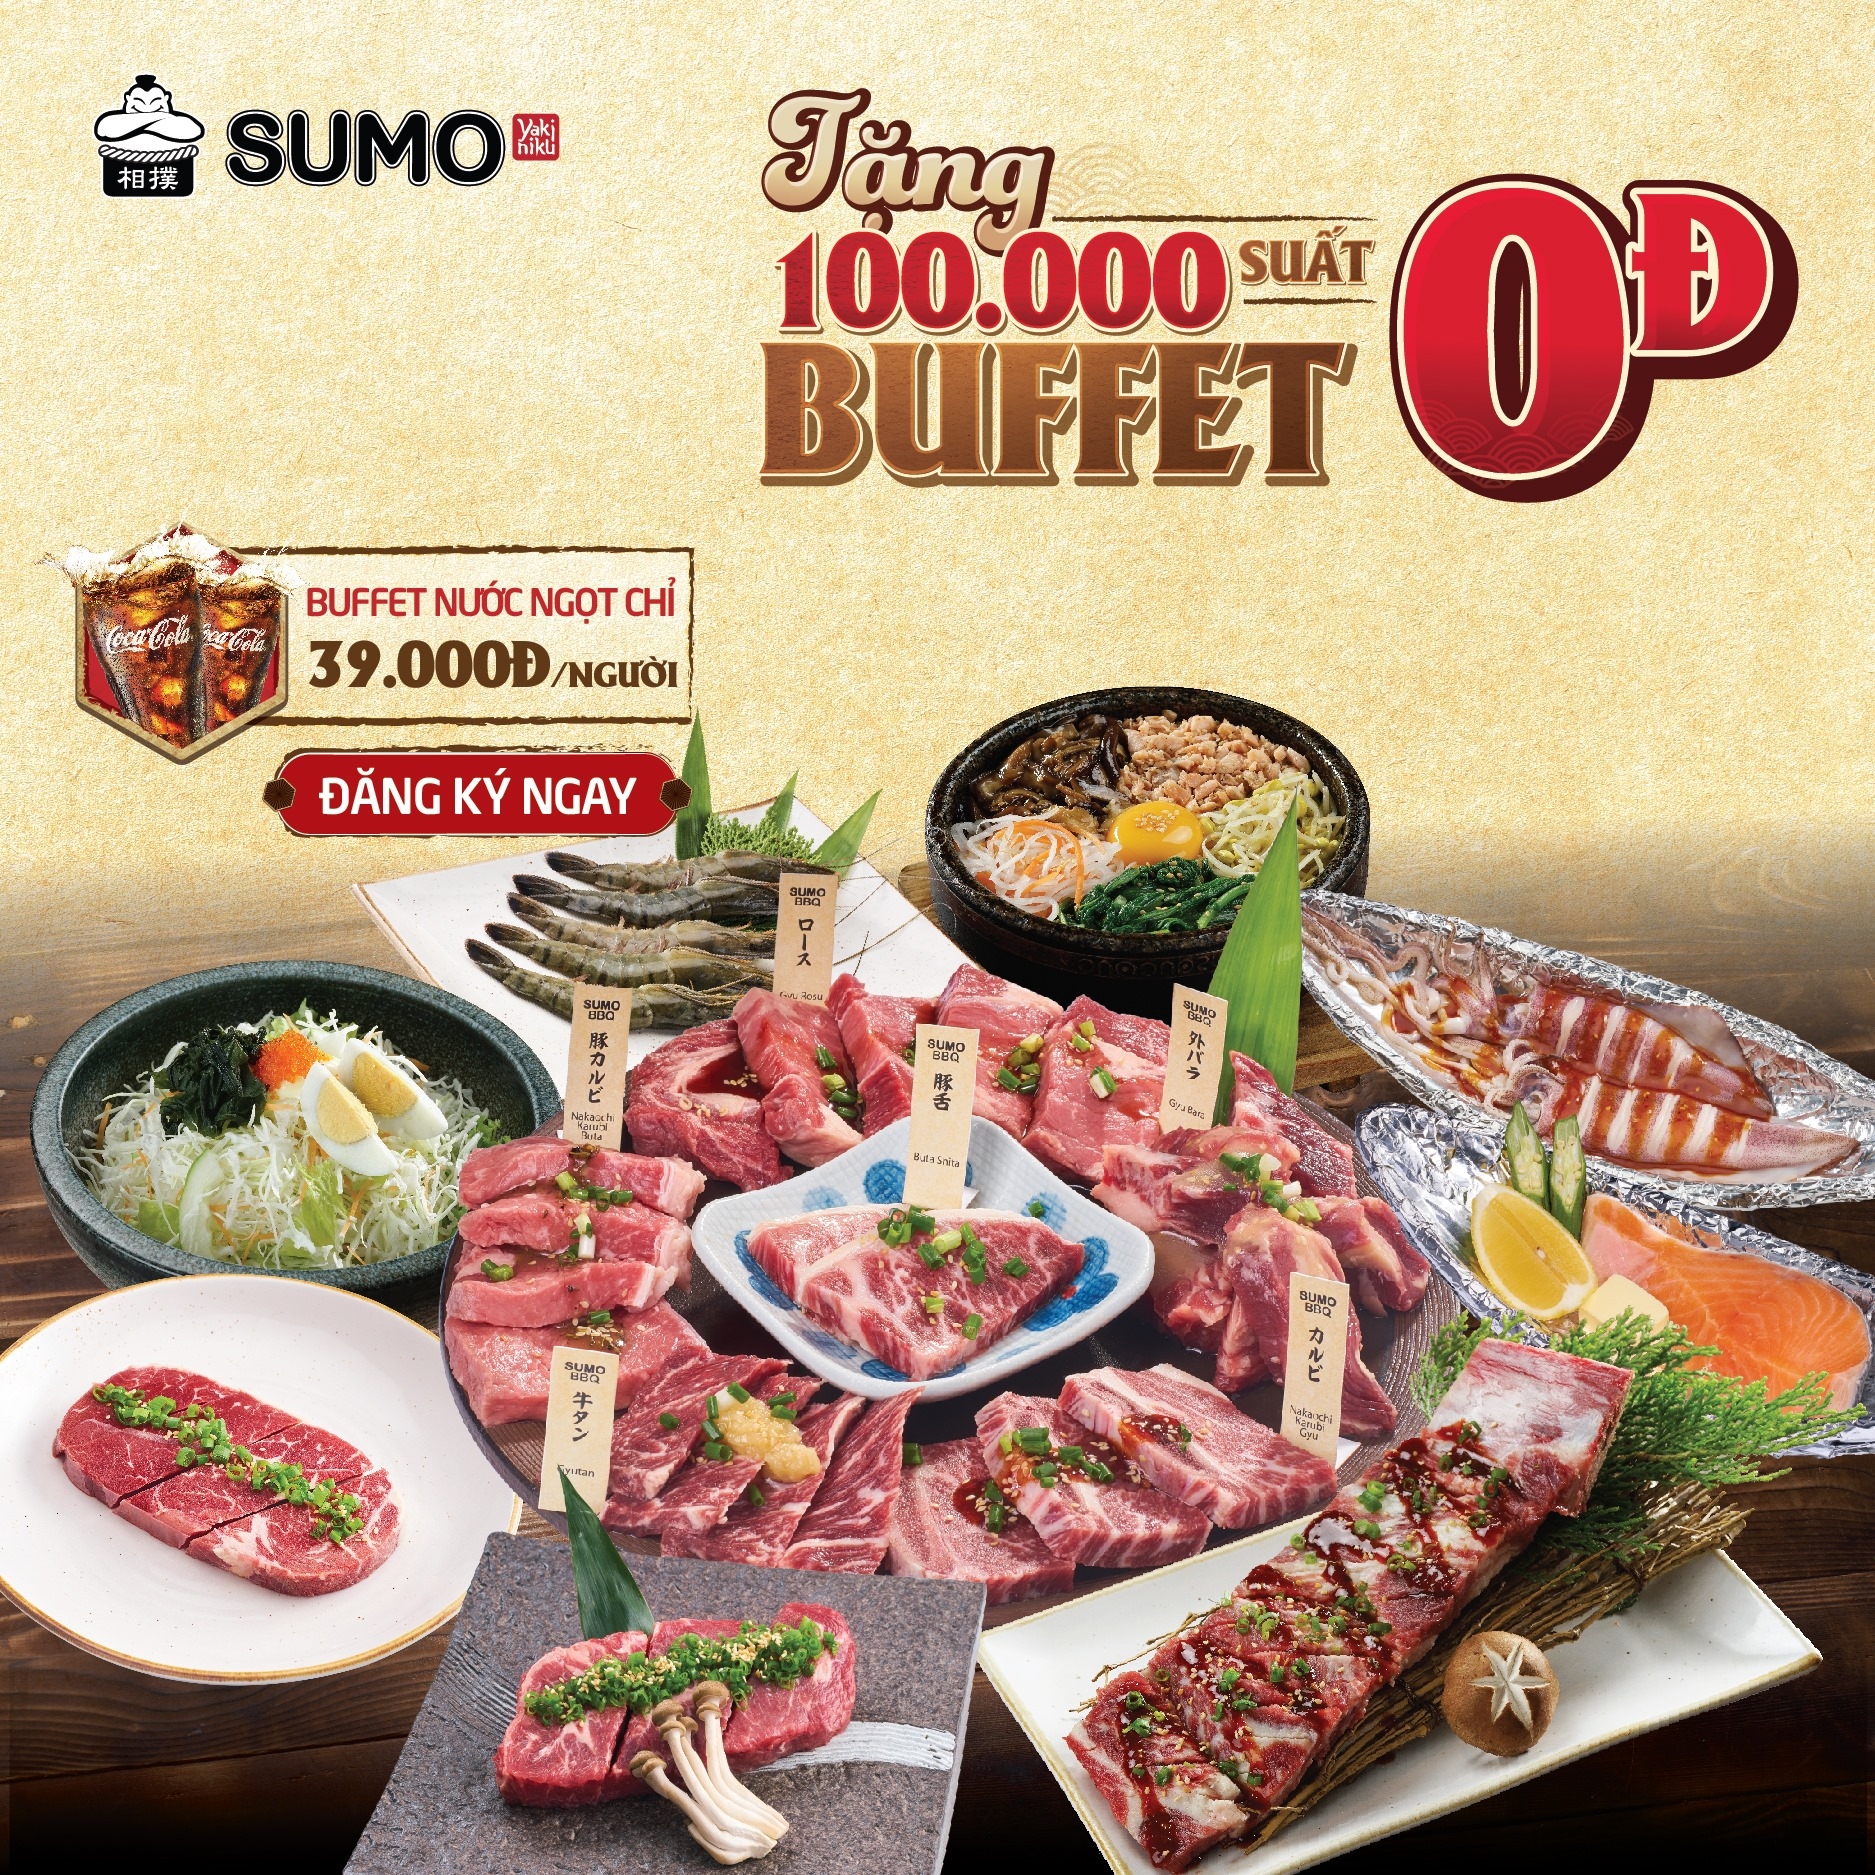 相撲
SUMO
Yaki
niku
Tặng
100.000 SUẤT
BUFFET
0Đ
Coca-Cola
Coca-Cola
BUFFET NƯỚC NGỌT CHỈ
39.000Đ/NGƯỜI
ĐĂNG KÝ NGAY
SUMO
BBQ
ロース
Gyu Rosu
SUMO
BBQ
豚カルビ
Nakaochi
Karubi
Buta
SUMO
BBQ
豚舌
Buta Shita
SUMO
BBQ
外バラ
Gyu Bara
SUMO
BBQ
カルビ
Nakaochi
Karubi
Gyu
SUMO
BBQ
牛タン
Gyutan